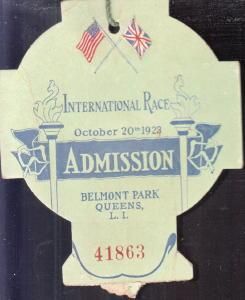 INTERNATIONAL RACE
October 20th 1923
ADMISSION
BELMONT PARK
QUEENS,
L. I.
41863